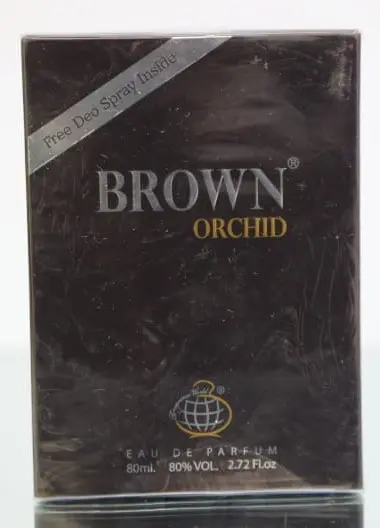 Free Deo Spray Inside
BROWN®
ORCHID
®
EAU DE PARFUM
80ml. 80% VOL. 2.72 Fl.oz